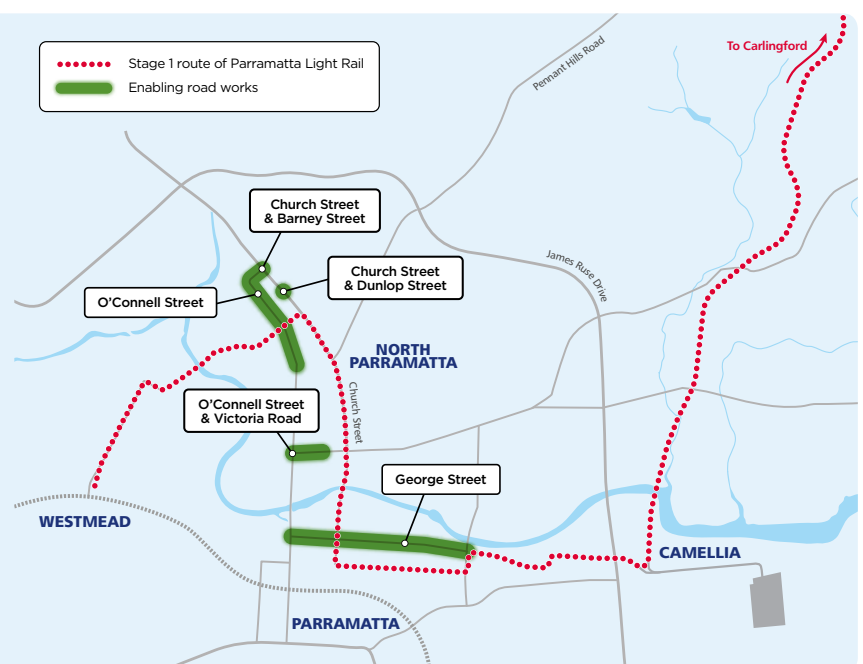 Stage 1 route of Parramatta Light Rail
Enabling road works
To Carlingford
Pennant Hills Road
Church Street
& Barney Street
Church Street
& Dunlop Street
James Ruse Drive
O'Connell Street
NORTH
PARRAMATTA
Church Street
O'Connell Street
& Victoria Road
George Street
WESTMEAD
CAMELLIA
PARRAMATTA